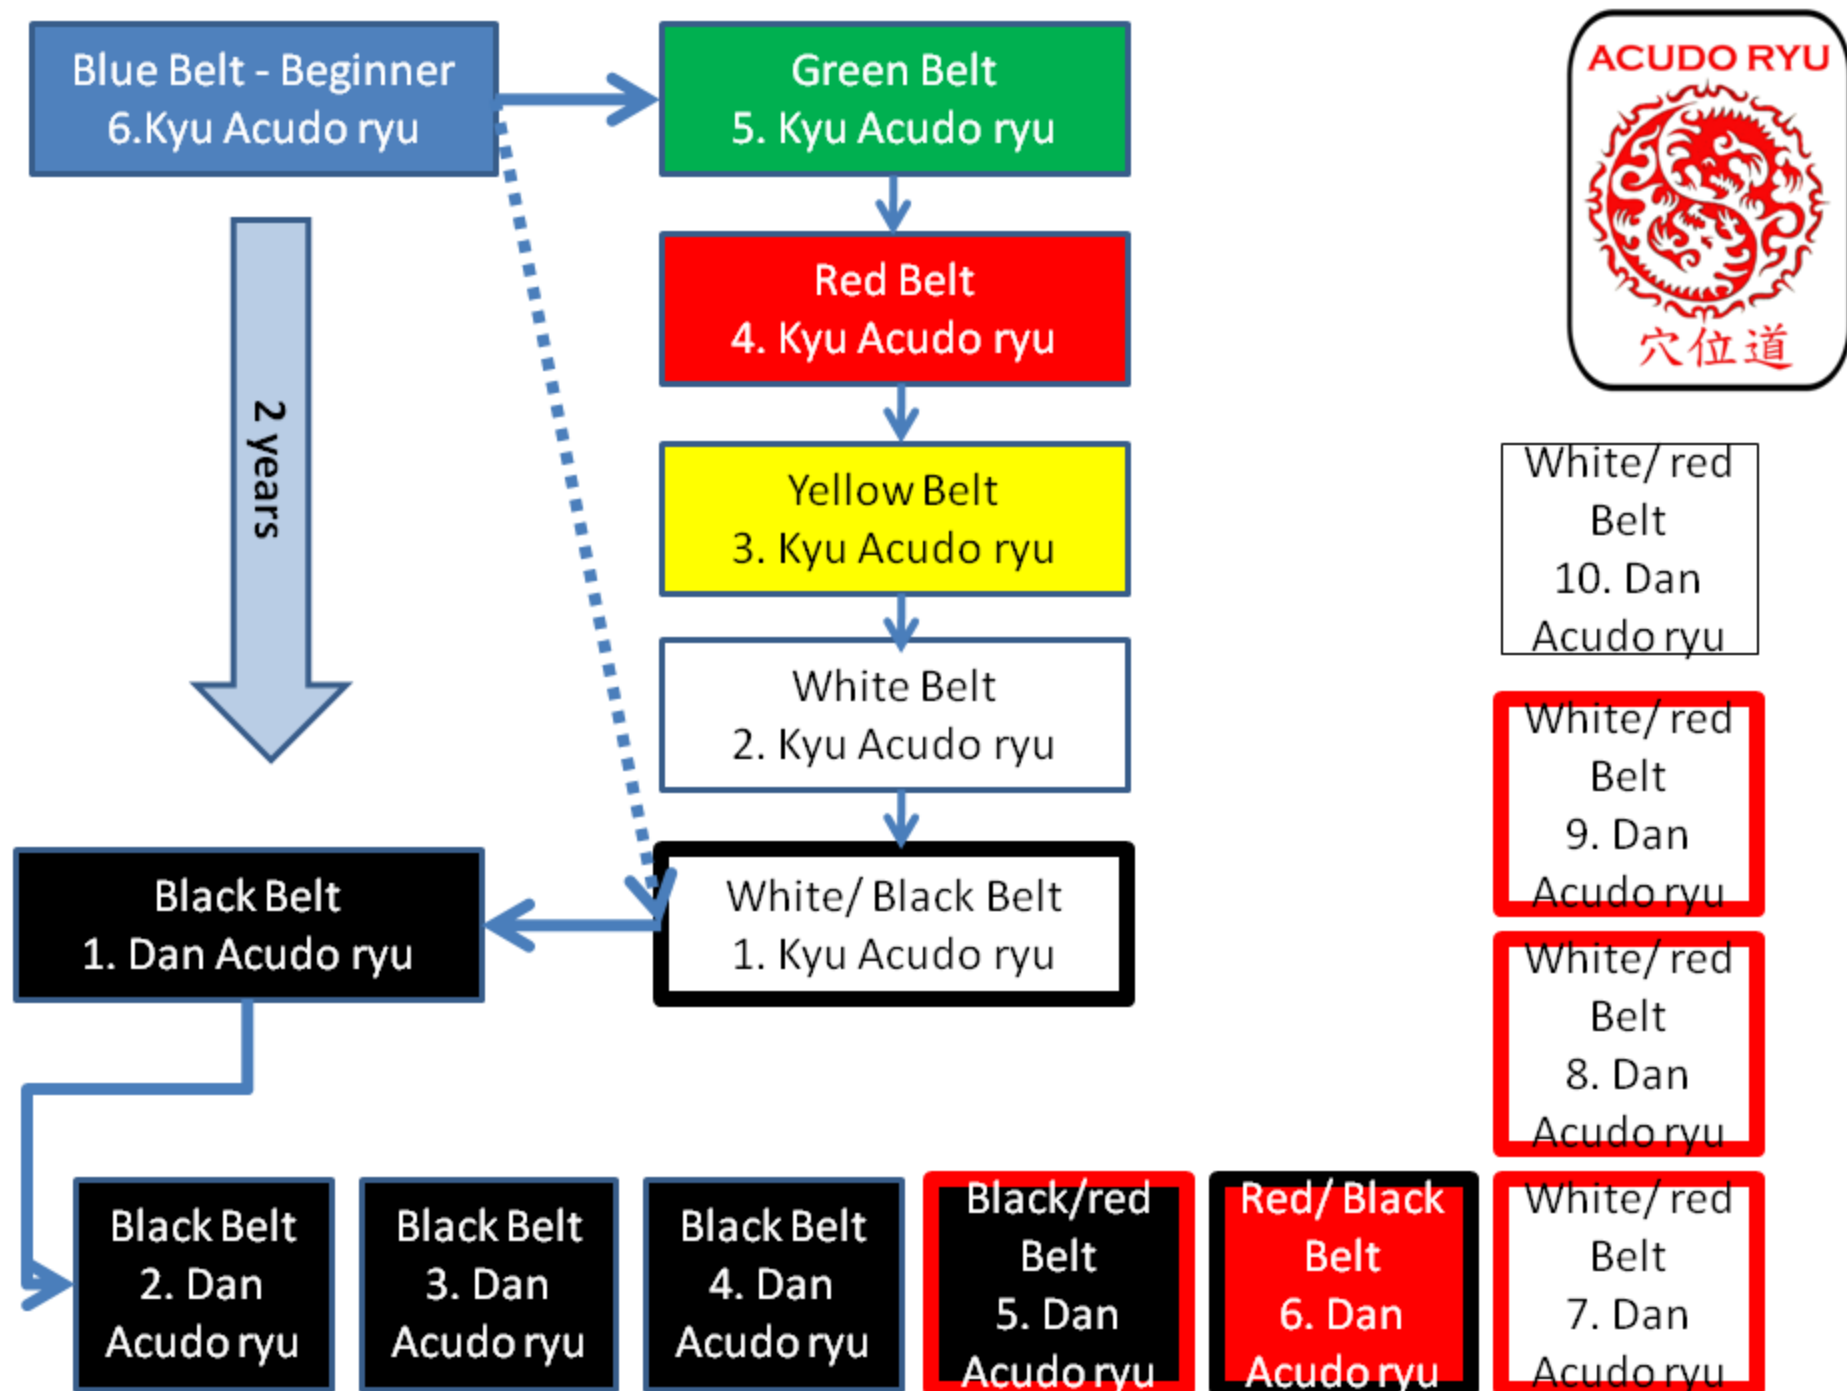 Blue Belt - Beginner
6.Kyu Acudo ryu
Green Belt
5. Kyu Acudo ryu
ACUDO RYU
穴位道
2 years
Red Belt
4. Kyu Acudo ryu
Yellow Belt
3. Kyu Acudo ryu
White Belt
2. Kyu Acudo ryu
White/ Black Belt
1. Kyu Acudo ryu
Black Belt
1. Dan Acudo ryu
Black Belt
2. Dan
Acudo ryu
Black Belt
3. Dan
Acudo ryu
Black Belt
4. Dan
Acudo ryu
Black/red
Belt
5. Dan
Acudo ryu
Red/ Black
Belt
6. Dan
Acudo ryu
White/ red
Belt
7. Dan
Acudo ryu
White/ red
Belt
8. Dan
Acudo ryu
White/ red
Belt
9. Dan
Acudo ryu
White/ red
Belt
10. Dan
Acudo ryu